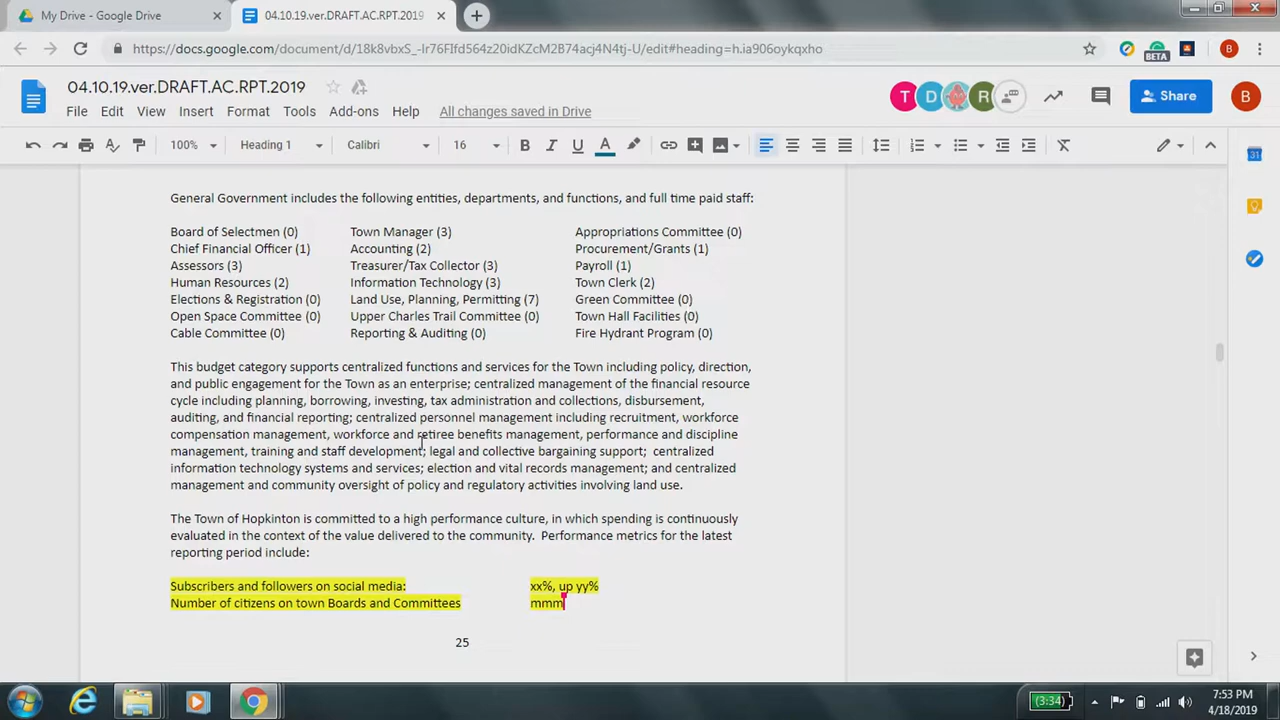 My Drive - Google Drive
04.10.19.ver.DRAFT.AC.RPT.2019
https://docs.google.com/document/d/18k8vbxS_-Ir76FIfd564z20idKZcM2B74acj4N4tj-U/edit#heading=h.ia906oykqxho
BETA
31
B
04.10.19.ver.DRAFT.AC.RPT.2019
File Edit View Insert Format Tools Add-ons Help All changes saved in Drive
T D R Share B
100% Heading 1 Calibri 16 B I U A
General Government includes the following entities, departments, and functions, and full time paid staff:
Board of Selectmen (0) Town Manager (3) Appropriations Committee (0)
Chief Financial Officer (1) Accounting (2) Procurement/Grants (1)
Assessors (3) Treasurer/Tax Collector (3) Payroll (1)
Human Resources (2) Information Technology (3) Town Clerk (2)
Elections & Registration (0) Land Use, Planning, Permitting (7) Green Committee (0)
Open Space Committee (0) Upper Charles Trail Committee (0) Town Hall Facilities (0)
Cable Committee (0) Reporting & Auditing (0) Fire Hydrant Program (0)
This budget category supports centralized functions and services for the Town including policy, direction,
and public engagement for the Town as an enterprise; centralized management of the financial resource
cycle including planning, borrowing, investing, tax administration and collections, disbursement,
auditing, and financial reporting; centralized personnel management including recruitment, workforce
compensation management, workforce and retiree benefits management, performance and discipline
management, training and staff development; legal and collective bargaining support; centralized
information technology systems and services; election and vital records management; and centralized
management and community oversight of policy and regulatory activities involving land use.
The Town of Hopkinton is committed to a high performance culture, in which spending is continuously
evaluated in the context of the value delivered to the community. Performance metrics for the latest
reporting period include:
Subscribers and followers on social media: xx%, up yy%
Number of citizens on town Boards and Committees mmm
25
(3:34)
7:53 PM
4/18/2019